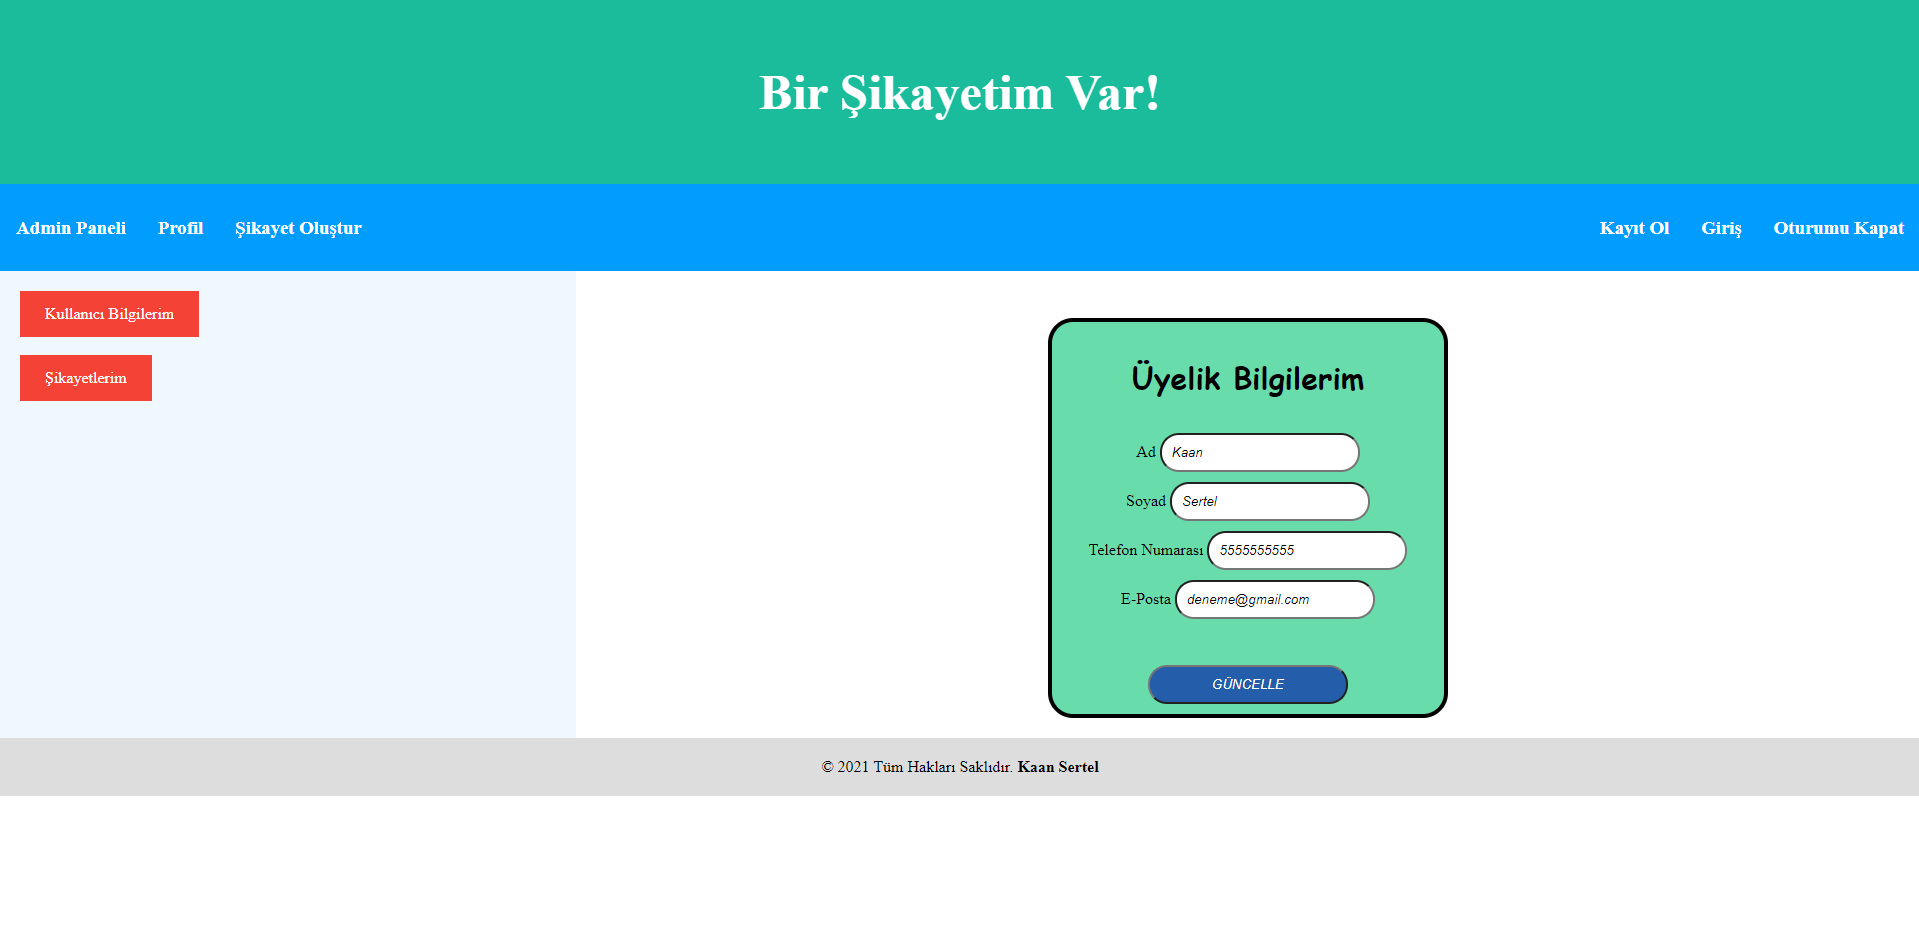 Bir Şikayetim Var!
Admin Paneli Profil Şikayet Oluştur Kayıt Ol Giriş Oturumu Kapat
Kullanıcı Bilgilerim
Şikayetlerim
Üyelik Bilgilerim
Ad Kaan
Soyad Sertel
Telefon Numarası 5555555555
E-Posta deneme@gmail.com
GÜNCELLE
© 2021 Tüm Hakları Saklıdır. Kaan Sertel